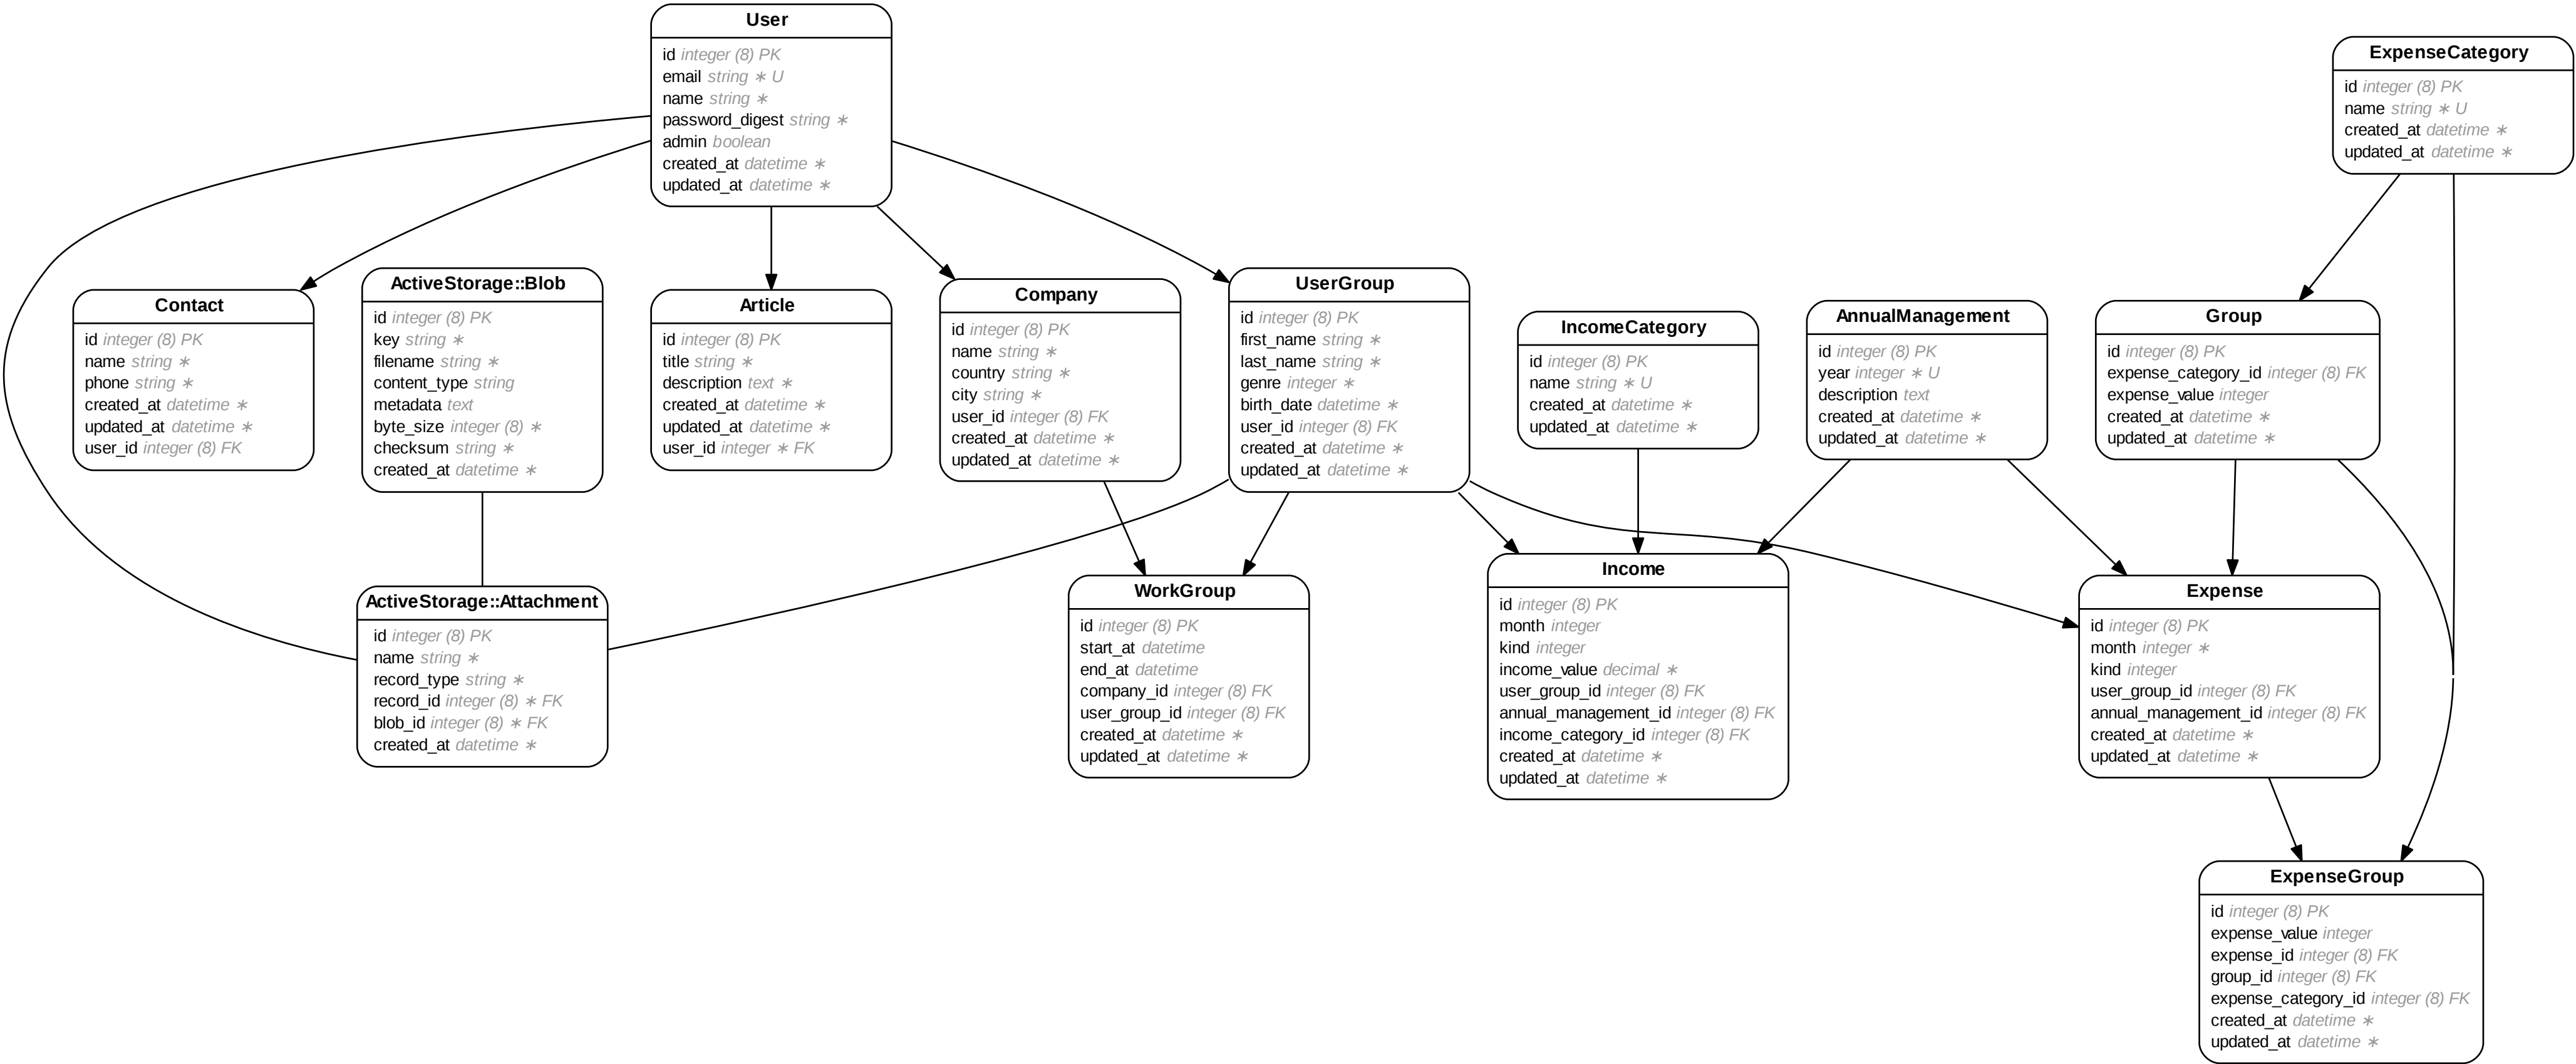 User
id integer (8) PK
email string ∗ U
name string ∗
password_digest string ∗
admin boolean
created_at datetime ∗
updated_at datetime ∗
ExpenseCategory
id integer (8) PK
name string ∗ U
created_at datetime ∗
updated_at datetime ∗
Contact
id integer (8) PK
name string ∗
phone string ∗
created_at datetime ∗
updated_at datetime ∗
user_id integer (8) FK
ActiveStorage::Blob
id integer (8) PK
key string ∗
filename string ∗
content_type string
metadata text
byte_size integer (8) ∗
checksum string ∗
created_at datetime ∗
Article
id integer (8) PK
title string ∗
description text ∗
created_at datetime ∗
updated_at datetime ∗
user_id integer ∗ FK
Company
id integer (8) PK
name string ∗
country string ∗
city string ∗
user_id integer (8) FK
created_at datetime ∗
updated_at datetime ∗
UserGroup
id integer (8) PK
first_name string ∗
last_name string ∗
genre integer ∗
birth_date datetime ∗
user_id integer (8) FK
created_at datetime ∗
updated_at datetime ∗
IncomeCategory
id integer (8) PK
name string ∗ U
created_at datetime ∗
updated_at datetime ∗
AnnualManagement
id integer (8) PK
year integer ∗ U
description text
created_at datetime ∗
updated_at datetime ∗
Group
id integer (8) PK
expense_category_id integer (8) FK
expense_value integer
created_at datetime ∗
updated_at datetime ∗
ActiveStorage::Attachment
id integer (8) PK
name string ∗
record_type string ∗
record_id integer (8) ∗ FK
blob_id integer (8) ∗ FK
created_at datetime ∗
WorkGroup
id integer (8) PK
start_at datetime
end_at datetime
company_id integer (8) FK
user_group_id integer (8) FK
created_at datetime ∗
updated_at datetime ∗
Income
id integer (8) PK
month integer
kind integer
income_value decimal ∗
user_group_id integer (8) FK
annual_management_id integer (8) FK
income_category_id integer (8) FK
created_at datetime ∗
updated_at datetime ∗
Expense
id integer (8) PK
month integer ∗
kind integer
user_group_id integer (8) FK
annual_management_id integer (8) FK
created_at datetime ∗
updated_at datetime ∗
ExpenseGroup
id integer (8) PK
expense_value integer
expense_id integer (8) FK
group_id integer (8) FK
expense_category_id integer (8) FK
created_at datetime ∗
updated_at datetime ∗